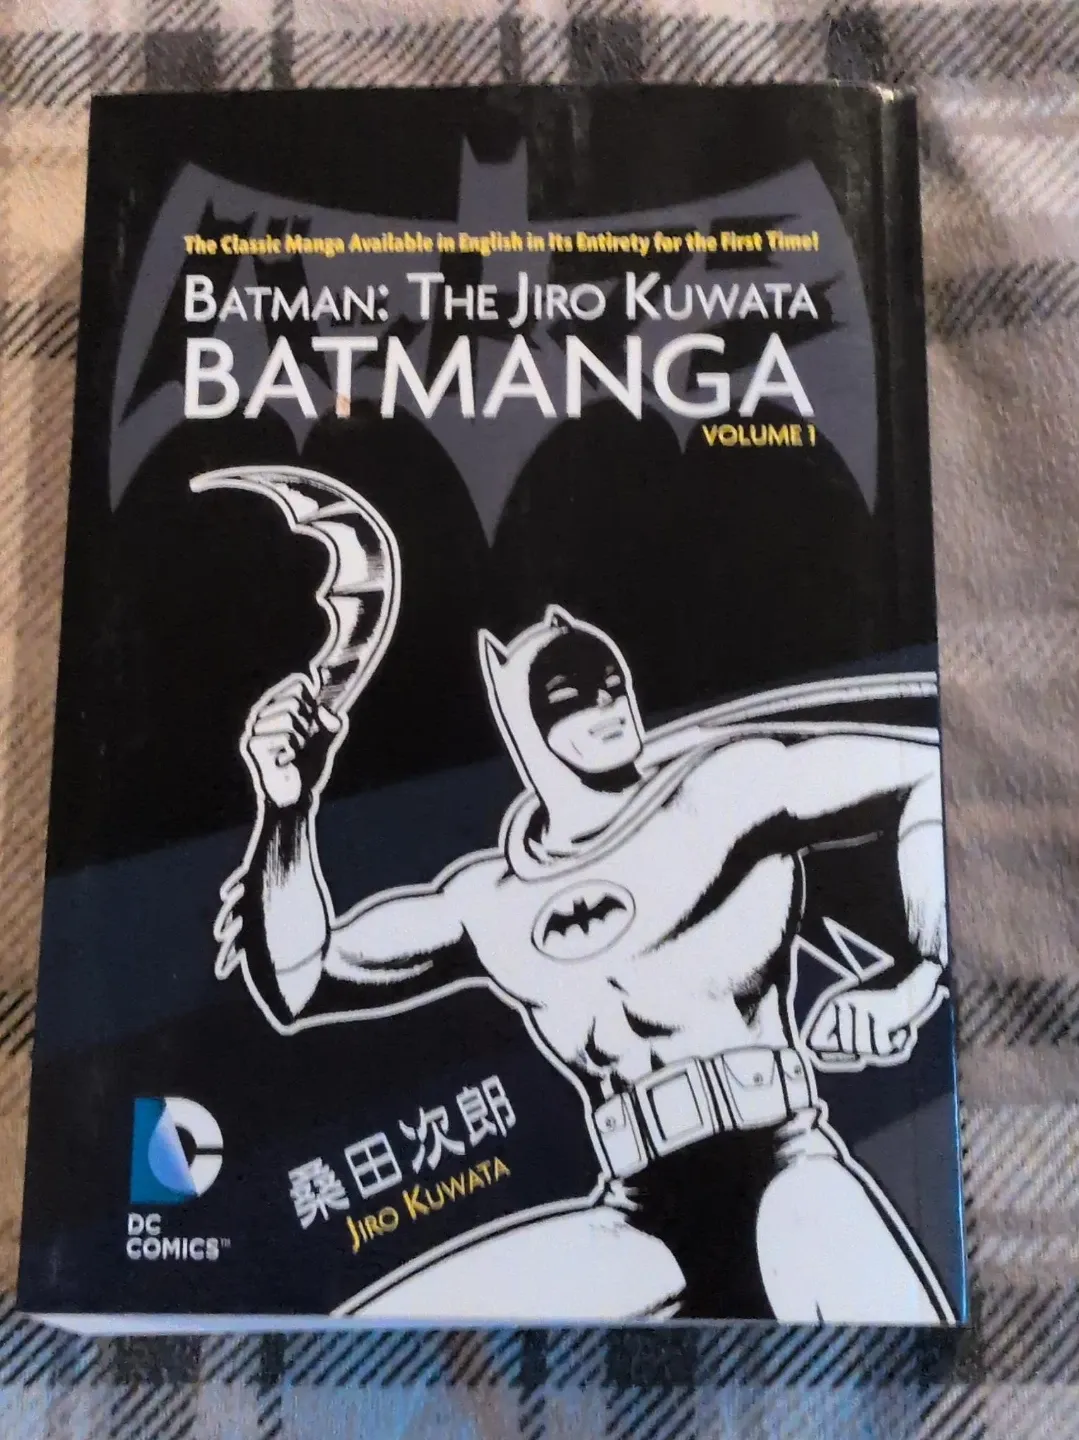 The Classic Manga Available in English in Its Entirety for the First Time!
BATMAN: THE JIRO KUWATA
BATMANGA
VOLUME 1
桑田次郎
JIRO KUWATA
DC
COMICS™